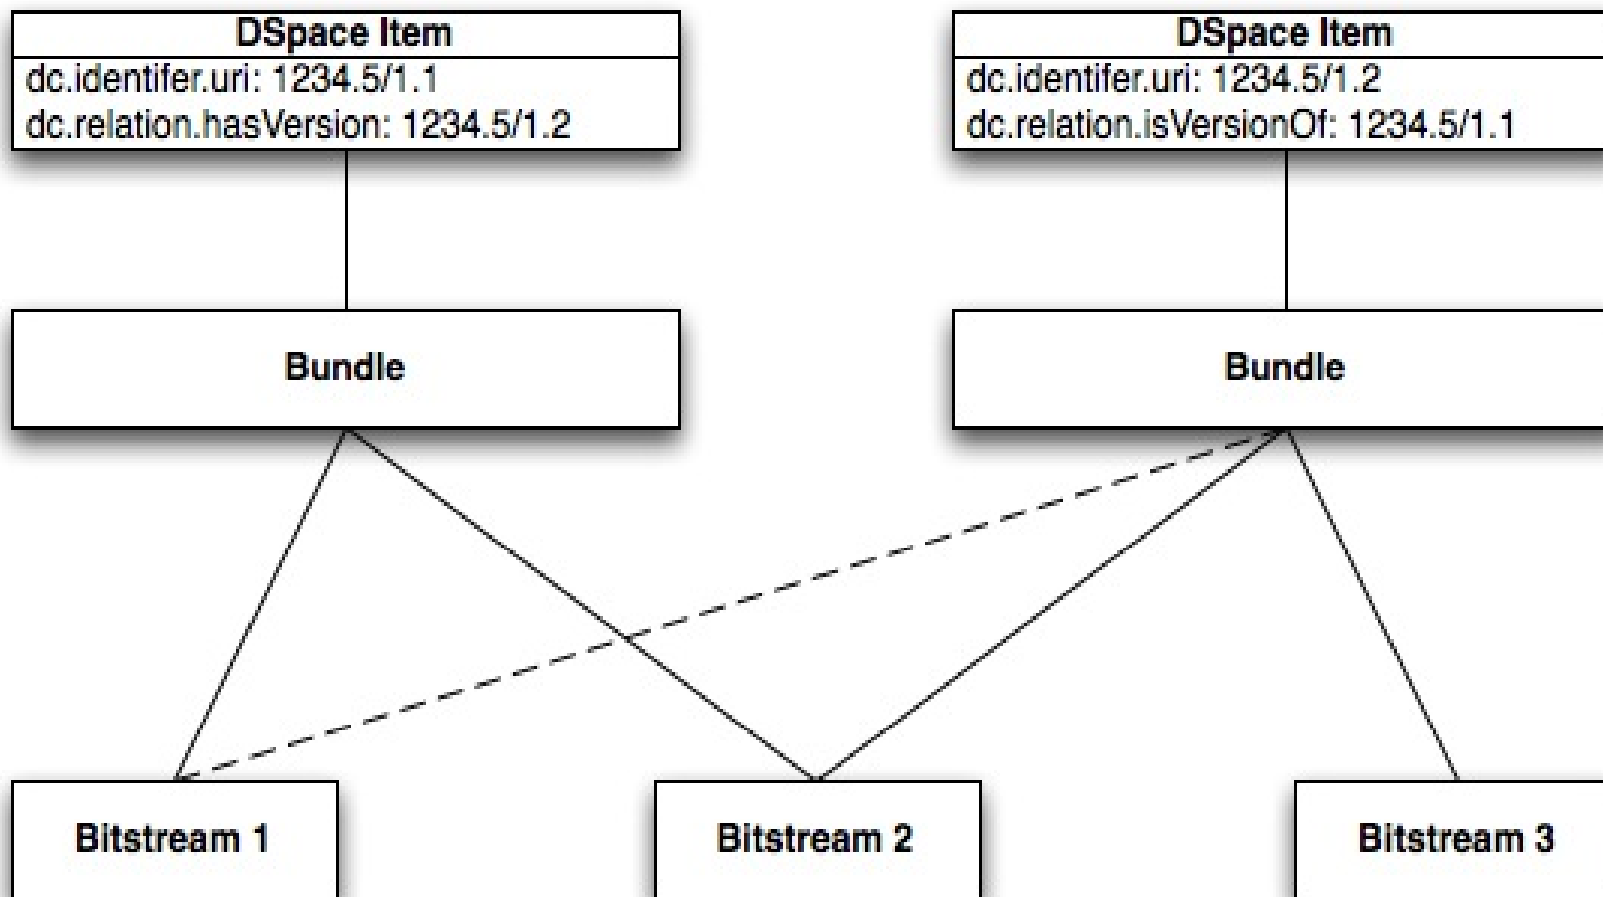 DSpace Item
dc.identifer.uri: 1234.5/1.1
dc.relation.hasVersion: 1234.5/1.2
DSpace Item
dc.identifer.uri: 1234.5/1.2
dc.relation.isVersionOf: 1234.5/1.1
Bundle
Bundle
Bitstream 1
Bitstream 2
Bitstream 3